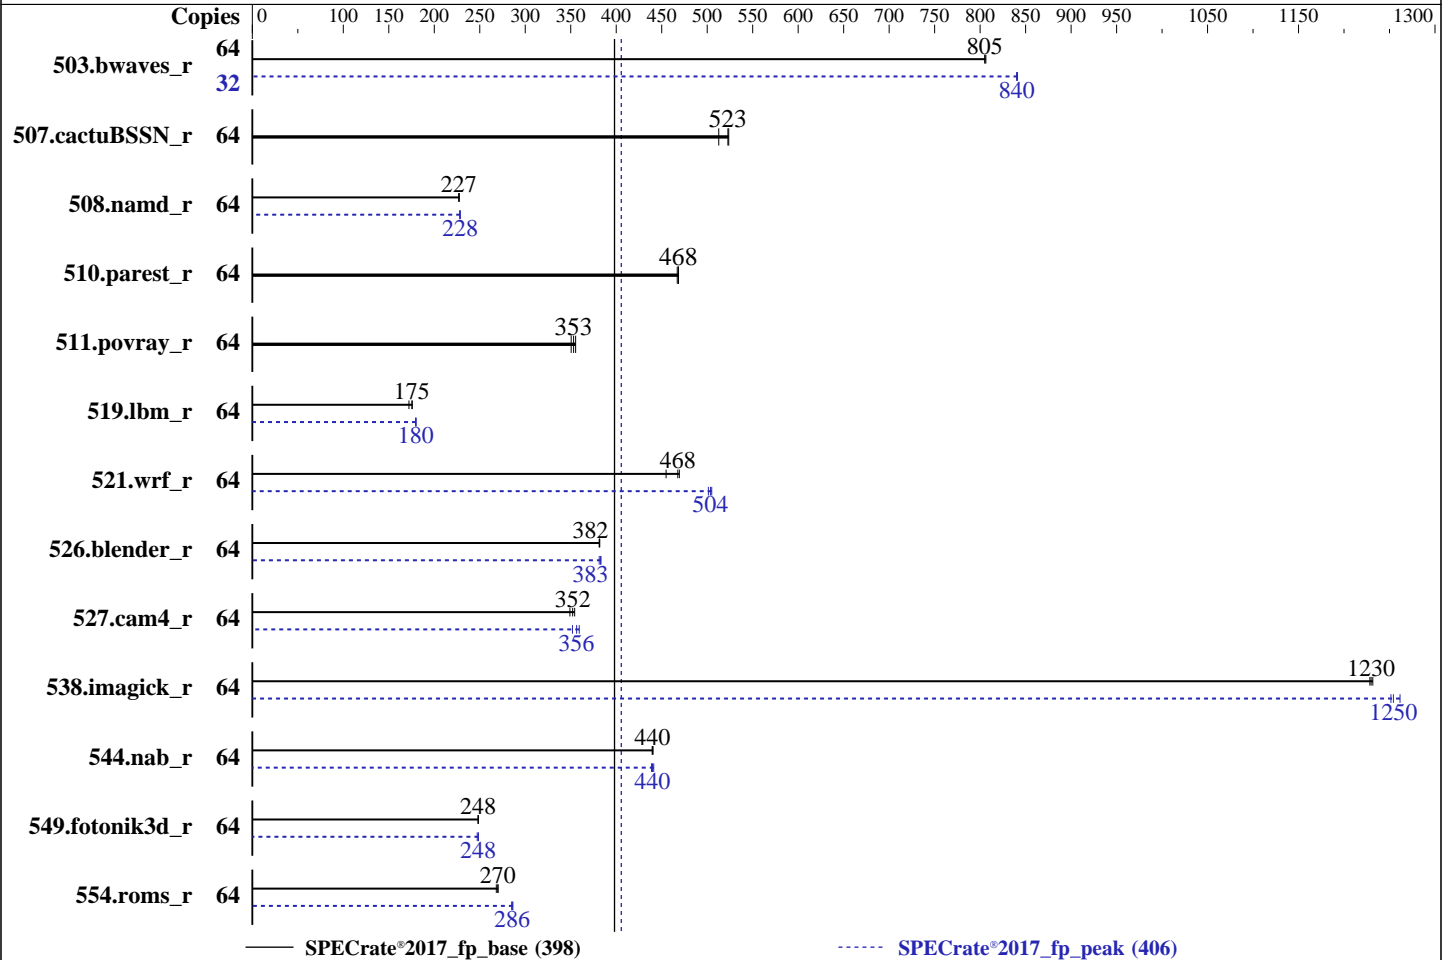 Copies 0 100 150 200 250 300 350 400 450 500 550 600 650 700 750 800 850 900 950 1050 1150 1300
503.bwaves_r 64 805
32 840
507.cactuBSSN_r 64 523
508.namd_r 64 227
228
510.parest_r 64 468
511.povray_r 64 353
519.lbm_r 64 175
180
521.wrf_r 64 468
504
526.blender_r 64 382
383
527.cam4_r 64 352
356
538.imagick_r 64 1230
1250
544.nab_r 64 440
440
549.fotonik3d_r 64 248
248
554.roms_r 64 270
286
SPECrate®2017_fp_base (398) SPECrate®2017_fp_peak (406)